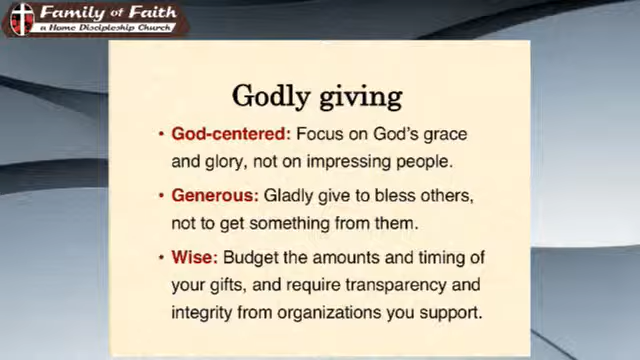 Family of Faith
a Home Discipleship Church
Godly giving
• God-centered: Focus on God's grace
and glory, not on impressing people.
• Generous: Gladly give to bless others,
not to get something from them.
• Wise: Budget the amounts and timing of
your gifts, and require transparency and
integrity from organizations you support.